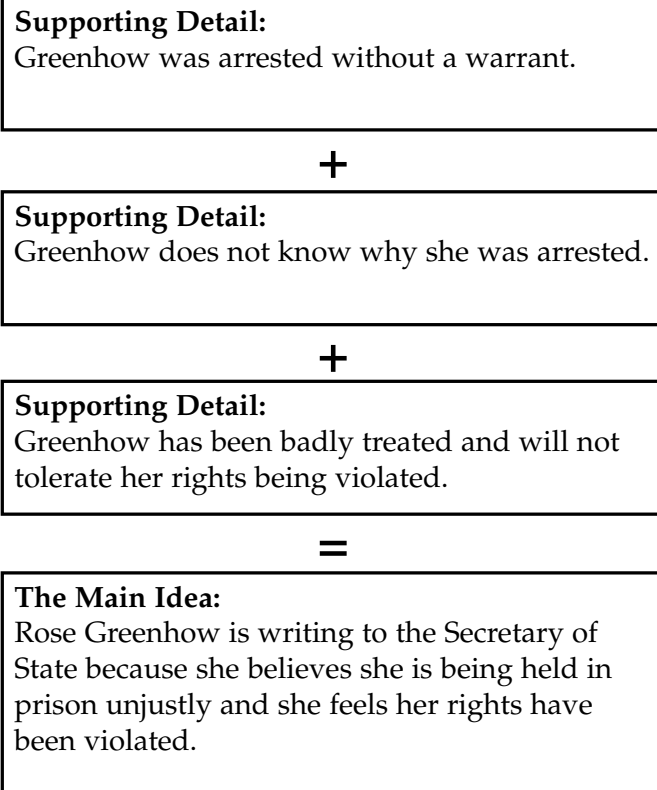 Supporting Detail:
Greenhow was arrested without a warrant.
+
Supporting Detail:
Greenhow does not know why she was arrested.
+
Supporting Detail:
Greenhow has been badly treated and will not
tolerate her rights being violated.
=
The Main Idea:
Rose Greenhow is writing to the Secretary of
State because she believes she is being held in
prison unjustly and she feels her rights have
been violated.